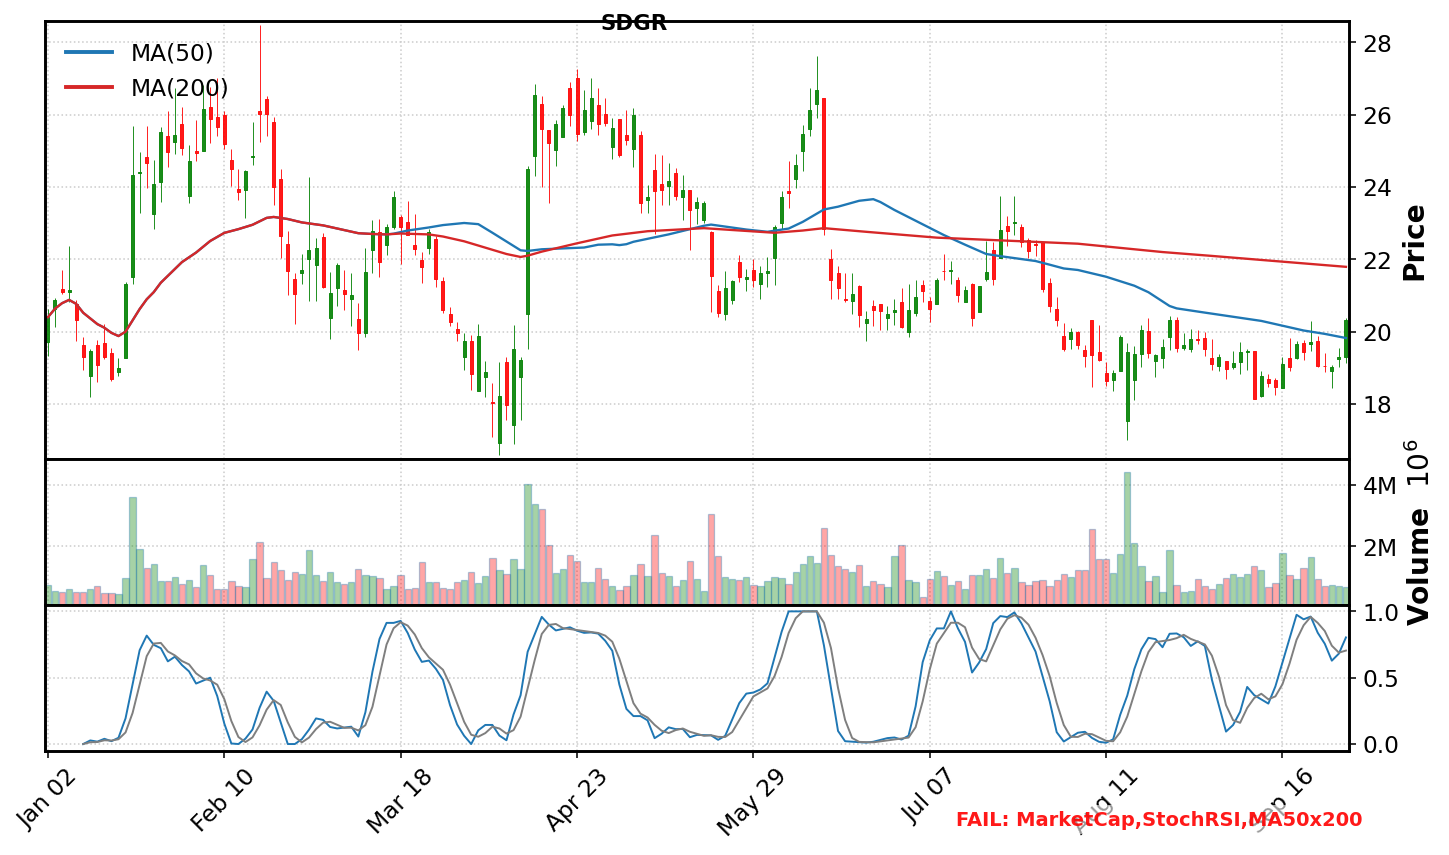 SDGR
MA(50)
MA(200)
28
26
24
22
20
18
Price
4M
2M
Volume 10⁶
1.0
0.5
0.0
Jan 02
Feb 10
Mar 18
Apr 23
May 29
Jul 07
Aug 11
Sep 16
FAIL: MarketCap,StochRSI,MA50x200